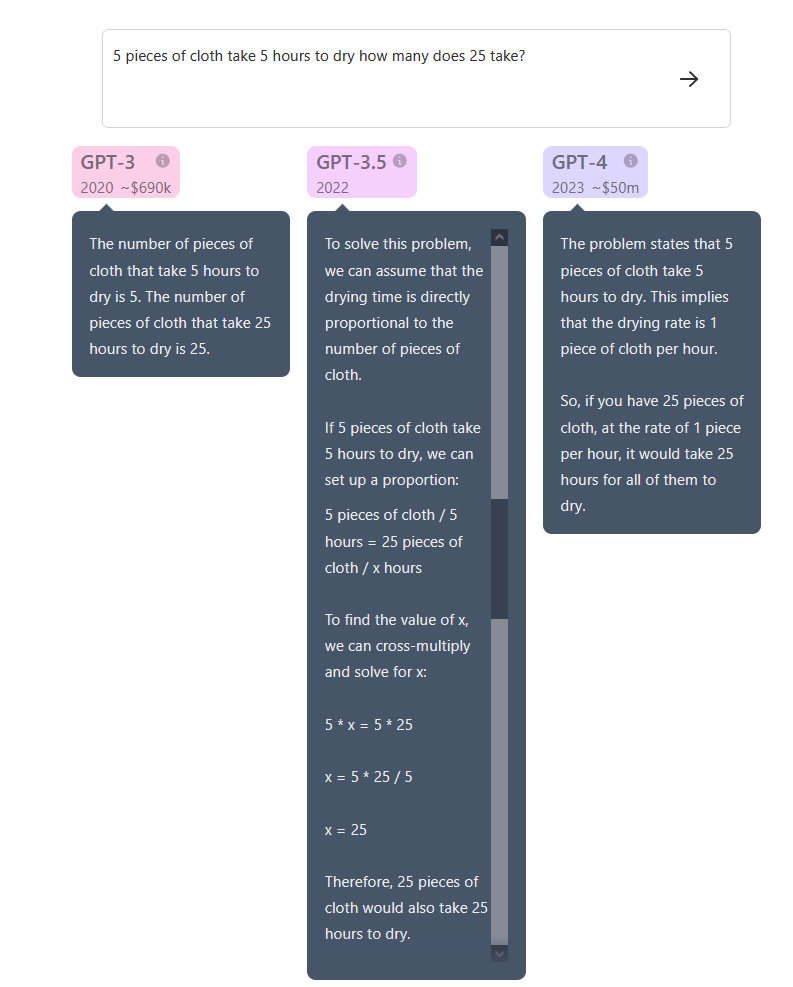 5 pieces of cloth take 5 hours to dry how many does 25 take?
GPT-3
2020 ~$690k
The number of pieces of
cloth that take 5 hours to
dry is 5. The number of
pieces of cloth that take 25
hours to dry is 25.
GPT-3.5
2022
To solve this problem,
we can assume that the
drying time is directly
proportional to the
number of pieces of
cloth.
If 5 pieces of cloth take
5 hours to dry, we can
set up a proportion:
5 pieces of cloth / 5
hours = 25 pieces of
cloth / x hours
To find the value of x,
we can cross-multiply
and solve for x:
5 * x = 5 * 25
x = 5 * 25 / 5
x = 25
Therefore, 25 pieces of
cloth would also take 25
hours to dry.
GPT-4
2023 ~$50m
The problem states that 5
pieces of cloth take 5
hours to dry. This implies
that the drying rate is 1
piece of cloth per hour.
So, if you have 25 pieces of
cloth, at the rate of 1 piece
per hour, it would take 25
hours for all of them to
dry.